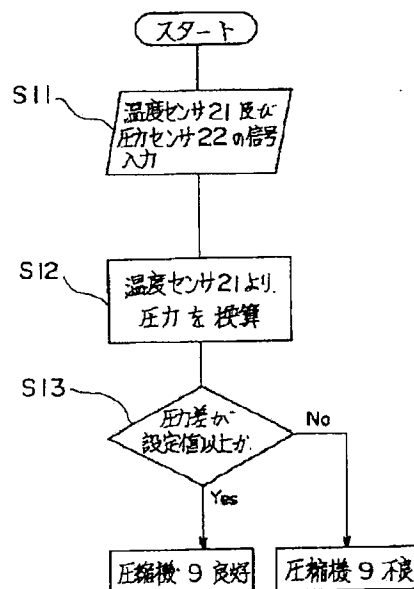 スタート
S11
温度センサ21及び
圧力センサ22の信号
入力
S12
温度センサ21より
圧力を換算
S13
圧力差が
設定値以上か
No
Yes
圧縮機9良好
圧縮機9不良